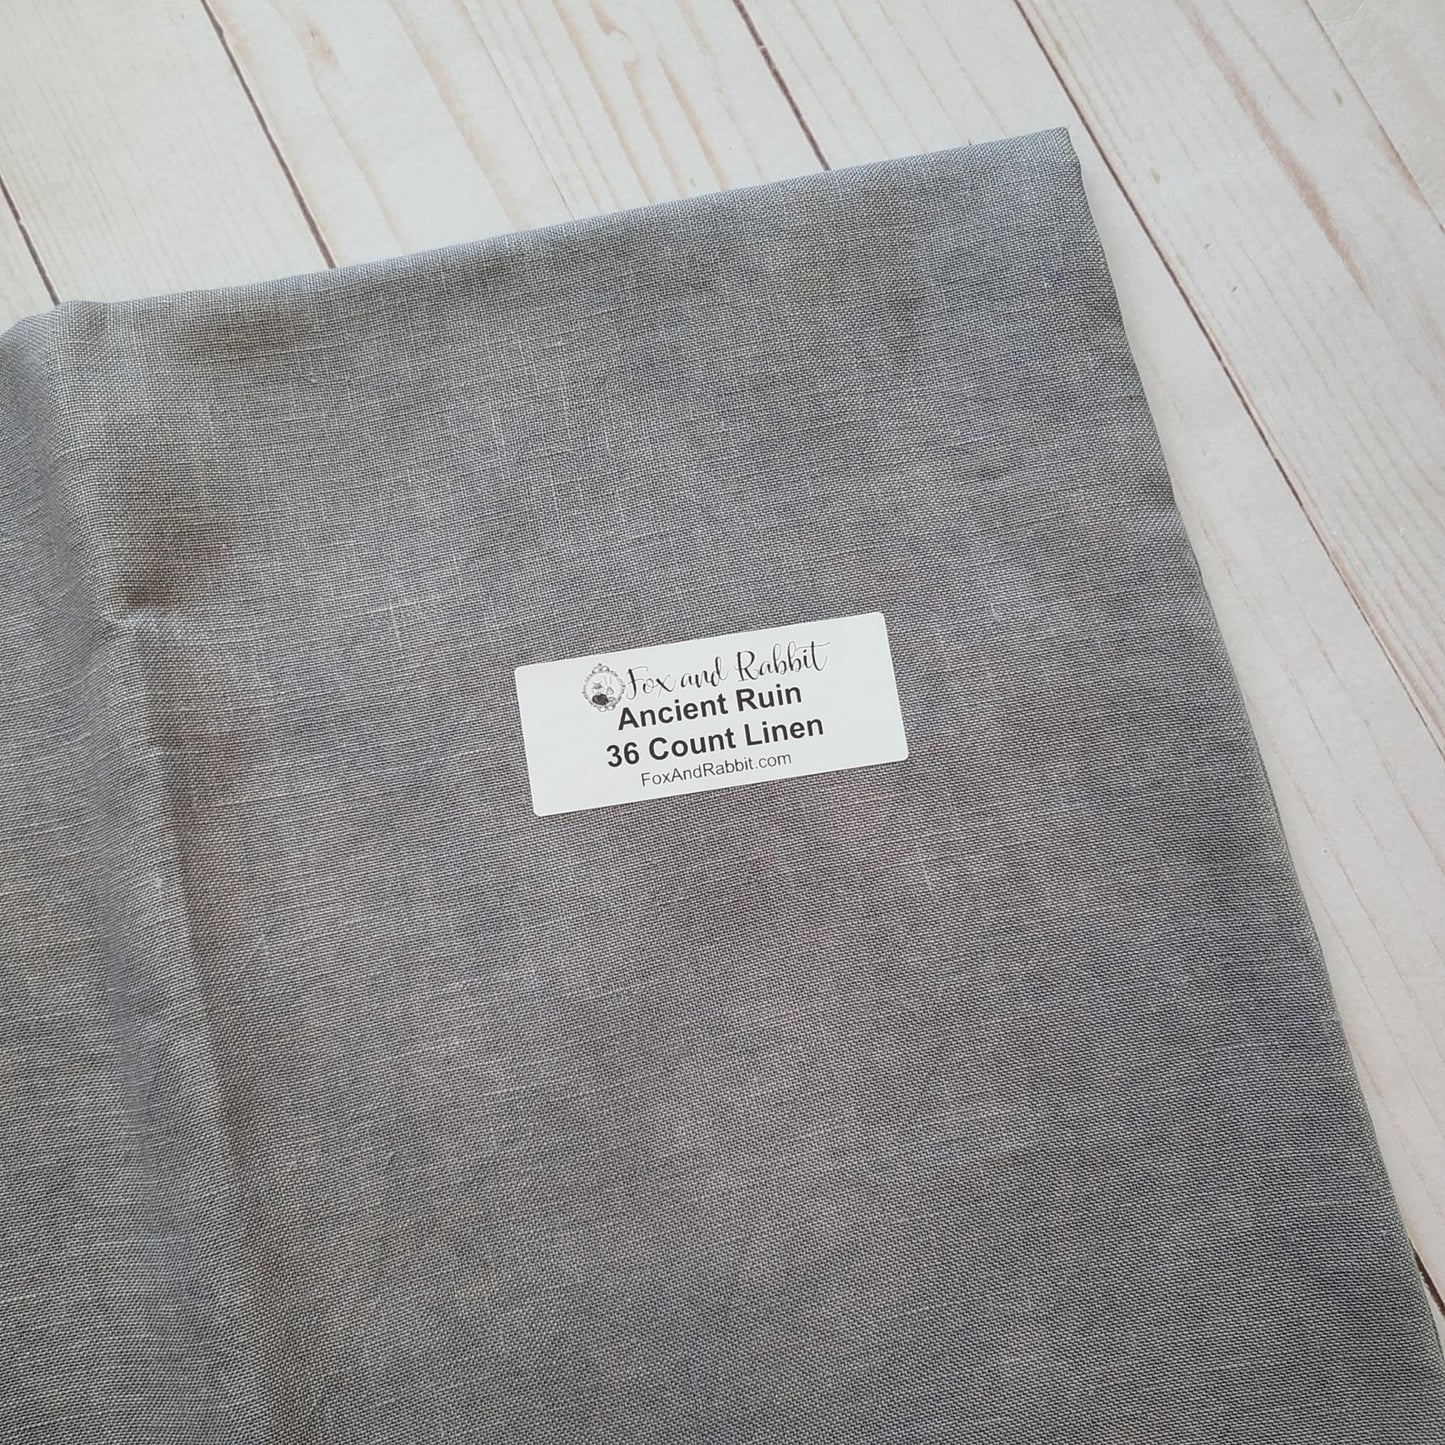 Fox and Rabbit
Ancient Ruin
36 Count Linen
FoxAndRabbit.com